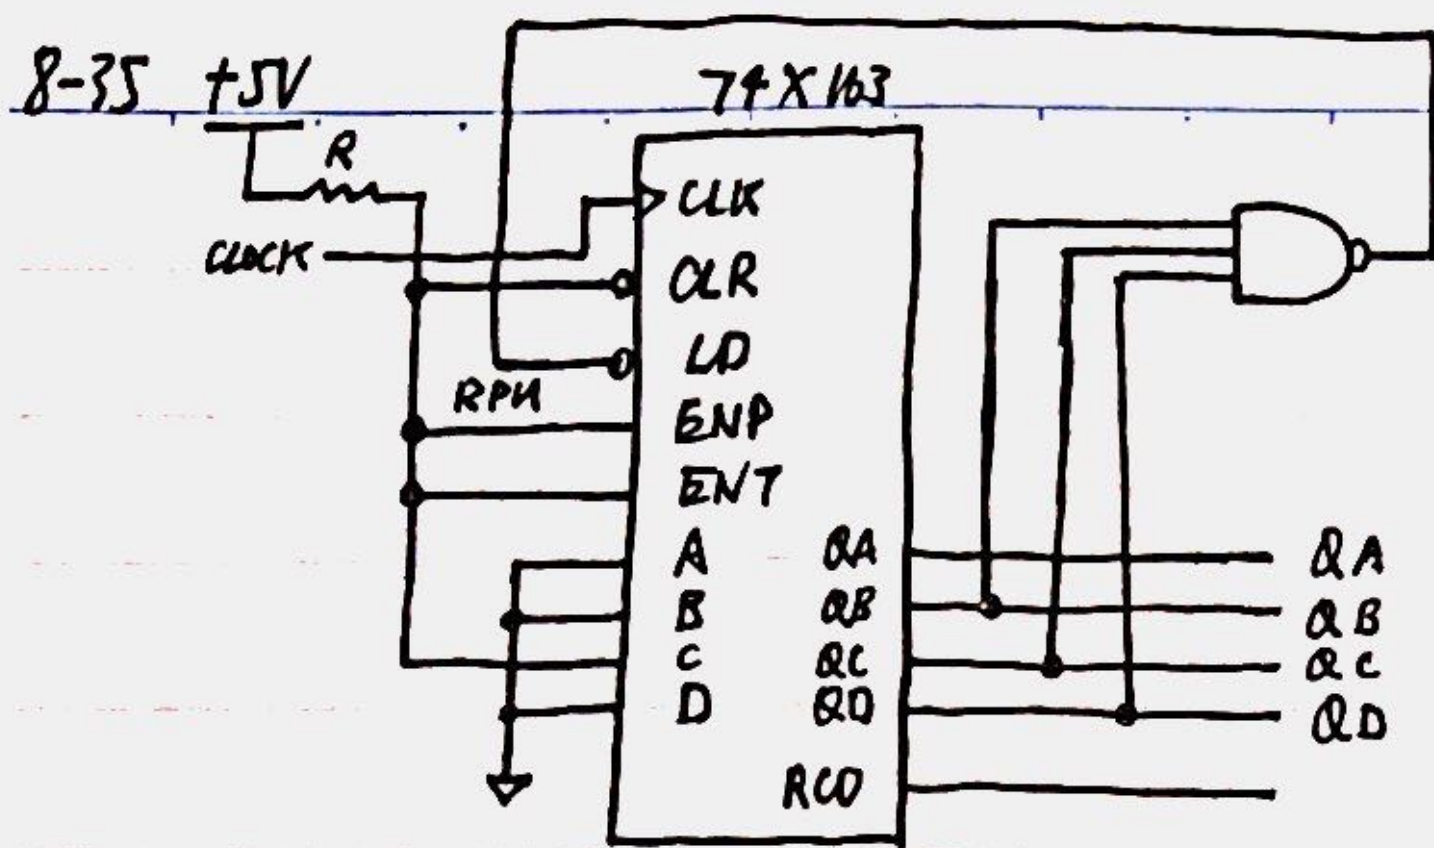 8-35 +5V 74X163
R
CLK
CLOCK
CLR
LD
RPU
ENP
ENT
A QA QA
B QB QB
C QC QC
D QD QD
RCO